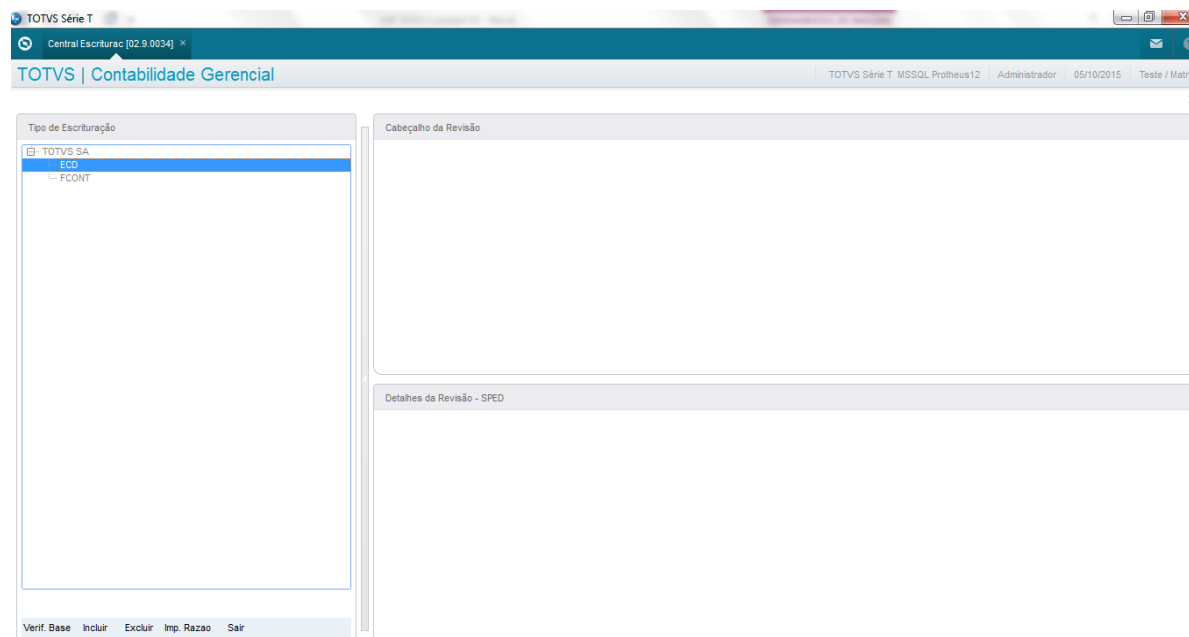 TOTVS Série T
Central Escriturac [02.9.0034] ×
TOTVS | Contabilidade Gerencial
TOTVS Série T MSSQL Protheus12 Administrador 05/10/2015 Teste / Matr
Tipo de Escrituração
Cabeçalho da Revisão
TOTVS SA
ECD
FCONT
Detalhes da Revisão - SPED
Verif. Base Incluir Excluir Imp. Razao Sair